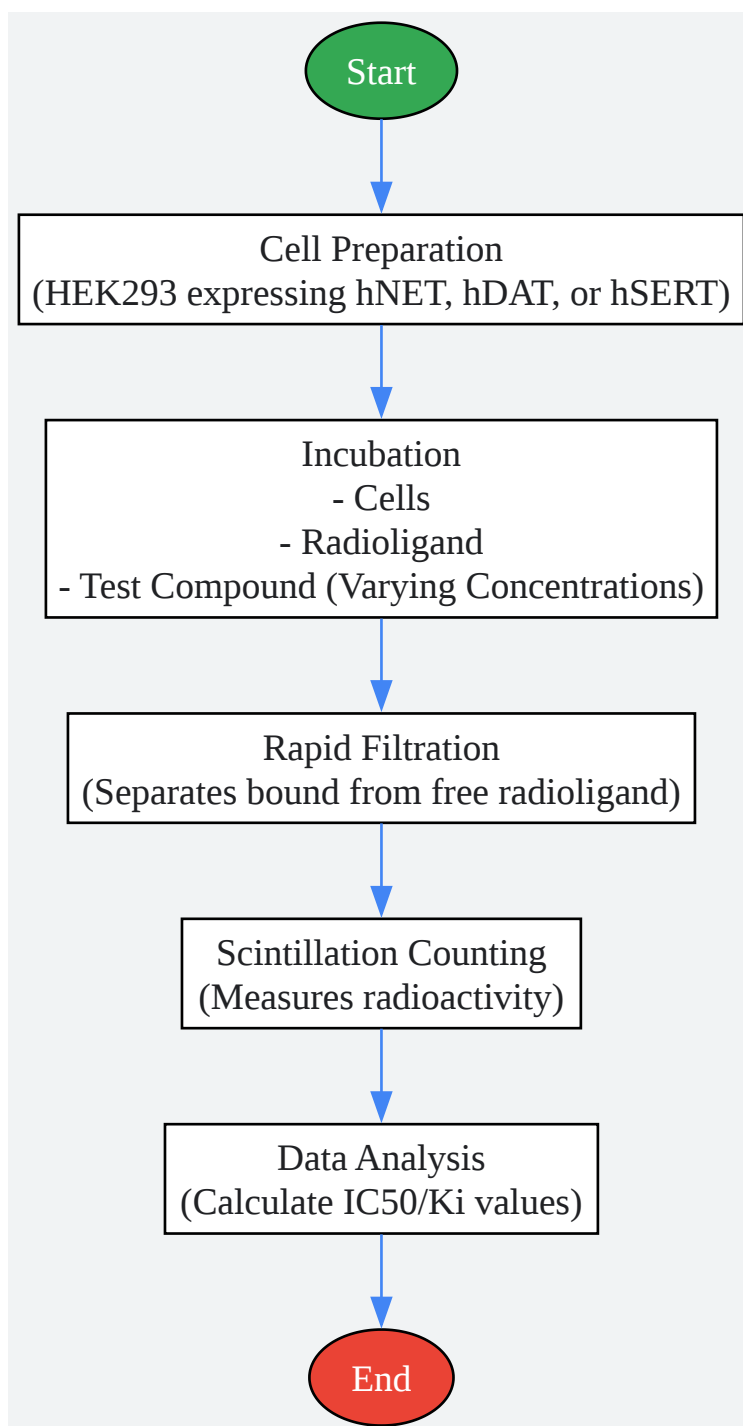 Start
Cell Preparation
(HEK293 expressing hNET, hDAT, or hSERT)
Incubation
- Cells
- Radioligand
- Test Compound (Varying Concentrations)
Rapid Filtration
(Separates bound from free radioligand)
Scintillation Counting
(Measures radioactivity)
Data Analysis
(Calculate IC50/Ki values)
End